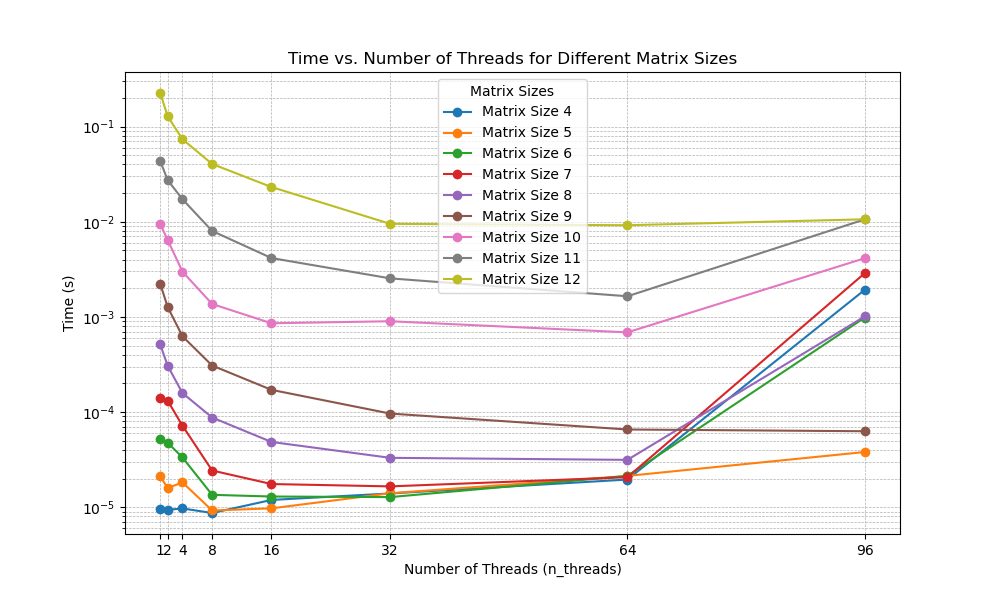 Time vs. Number of Threads for Different Matrix Sizes
Matrix Sizes
Matrix Size 4
Matrix Size 5
Matrix Size 6
Matrix Size 7
Matrix Size 8
Matrix Size 9
Matrix Size 10
Matrix Size 11
Matrix Size 12
Time (s)
10⁻¹
10⁻²
10⁻³
10⁻⁴
10⁻⁵
1 2 4 8 16 32 64 96
Number of Threads (n_threads)